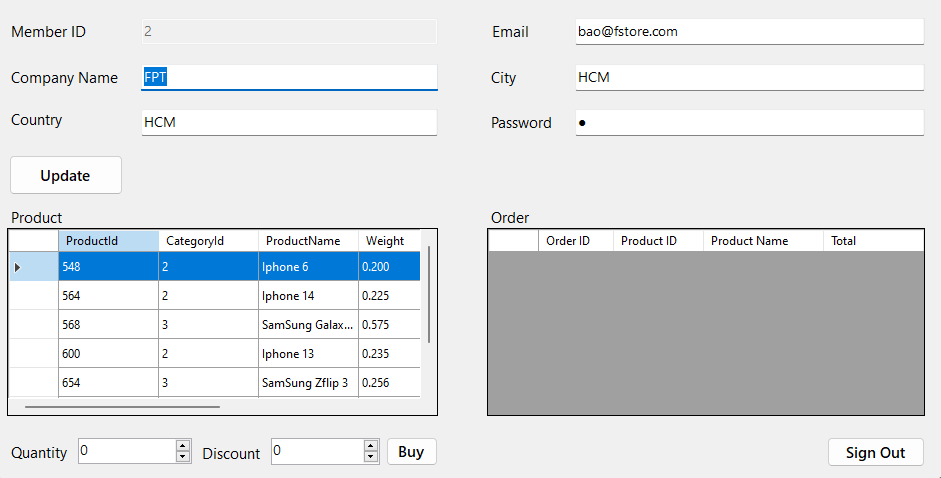 Member ID 2 Email bao@fstore.com
Company Name FPT City HCM
Country HCM Password ●
Update
Product Order
ProductId CategoryId ProductName Weight Order ID Product ID Product Name Total
548 2 Iphone 6 0.200
564 2 Iphone 14 0.225
568 3 SamSung Galax... 0.575
600 2 Iphone 13 0.235
654 3 SamSung Zflip 3 0.256
Quantity 0 Discount 0 Buy Sign Out